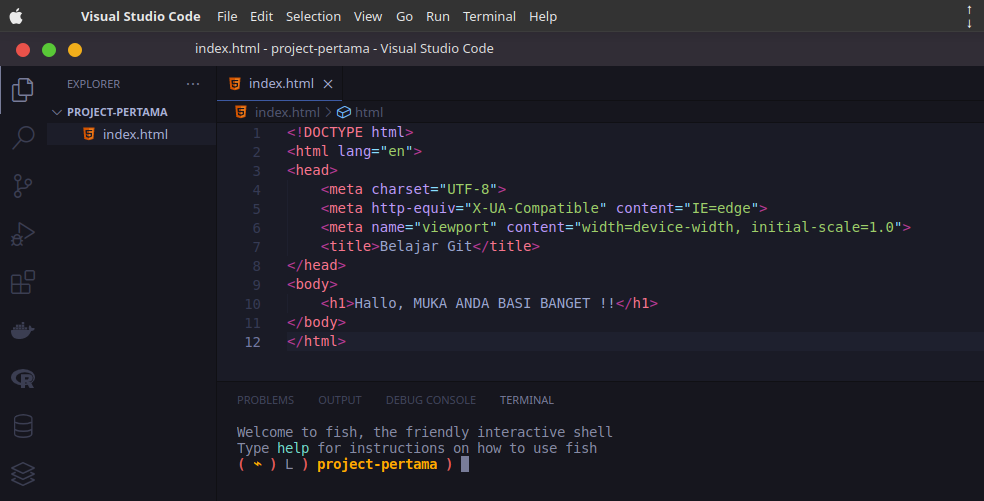 Visual Studio Code File Edit Selection View Go Run Terminal Help
index.html - project-pertama - Visual Studio Code
EXPLORER ···
PROJECT-PERTAMA
index.html
index.html ×
index.html > html
1 <!DOCTYPE html>
2 <html lang="en">
3 <head>
4 <meta charset="UTF-8">
5 <meta http-equiv="X-UA-Compatible" content="IE=edge">
6 <meta name="viewport" content="width=device-width, initial-scale=1.0">
7 <title>Belajar Git</title>
8 </head>
9 <body>
10 <h1>Hallo, MUKA ANDA BASI BANGET !!</h1>
11 </body>
12 </html>
PROBLEMS OUTPUT DEBUG CONSOLE TERMINAL
Welcome to fish, the friendly interactive shell
Type help for instructions on how to use fish
( ⌁ ) L ) project-pertama )